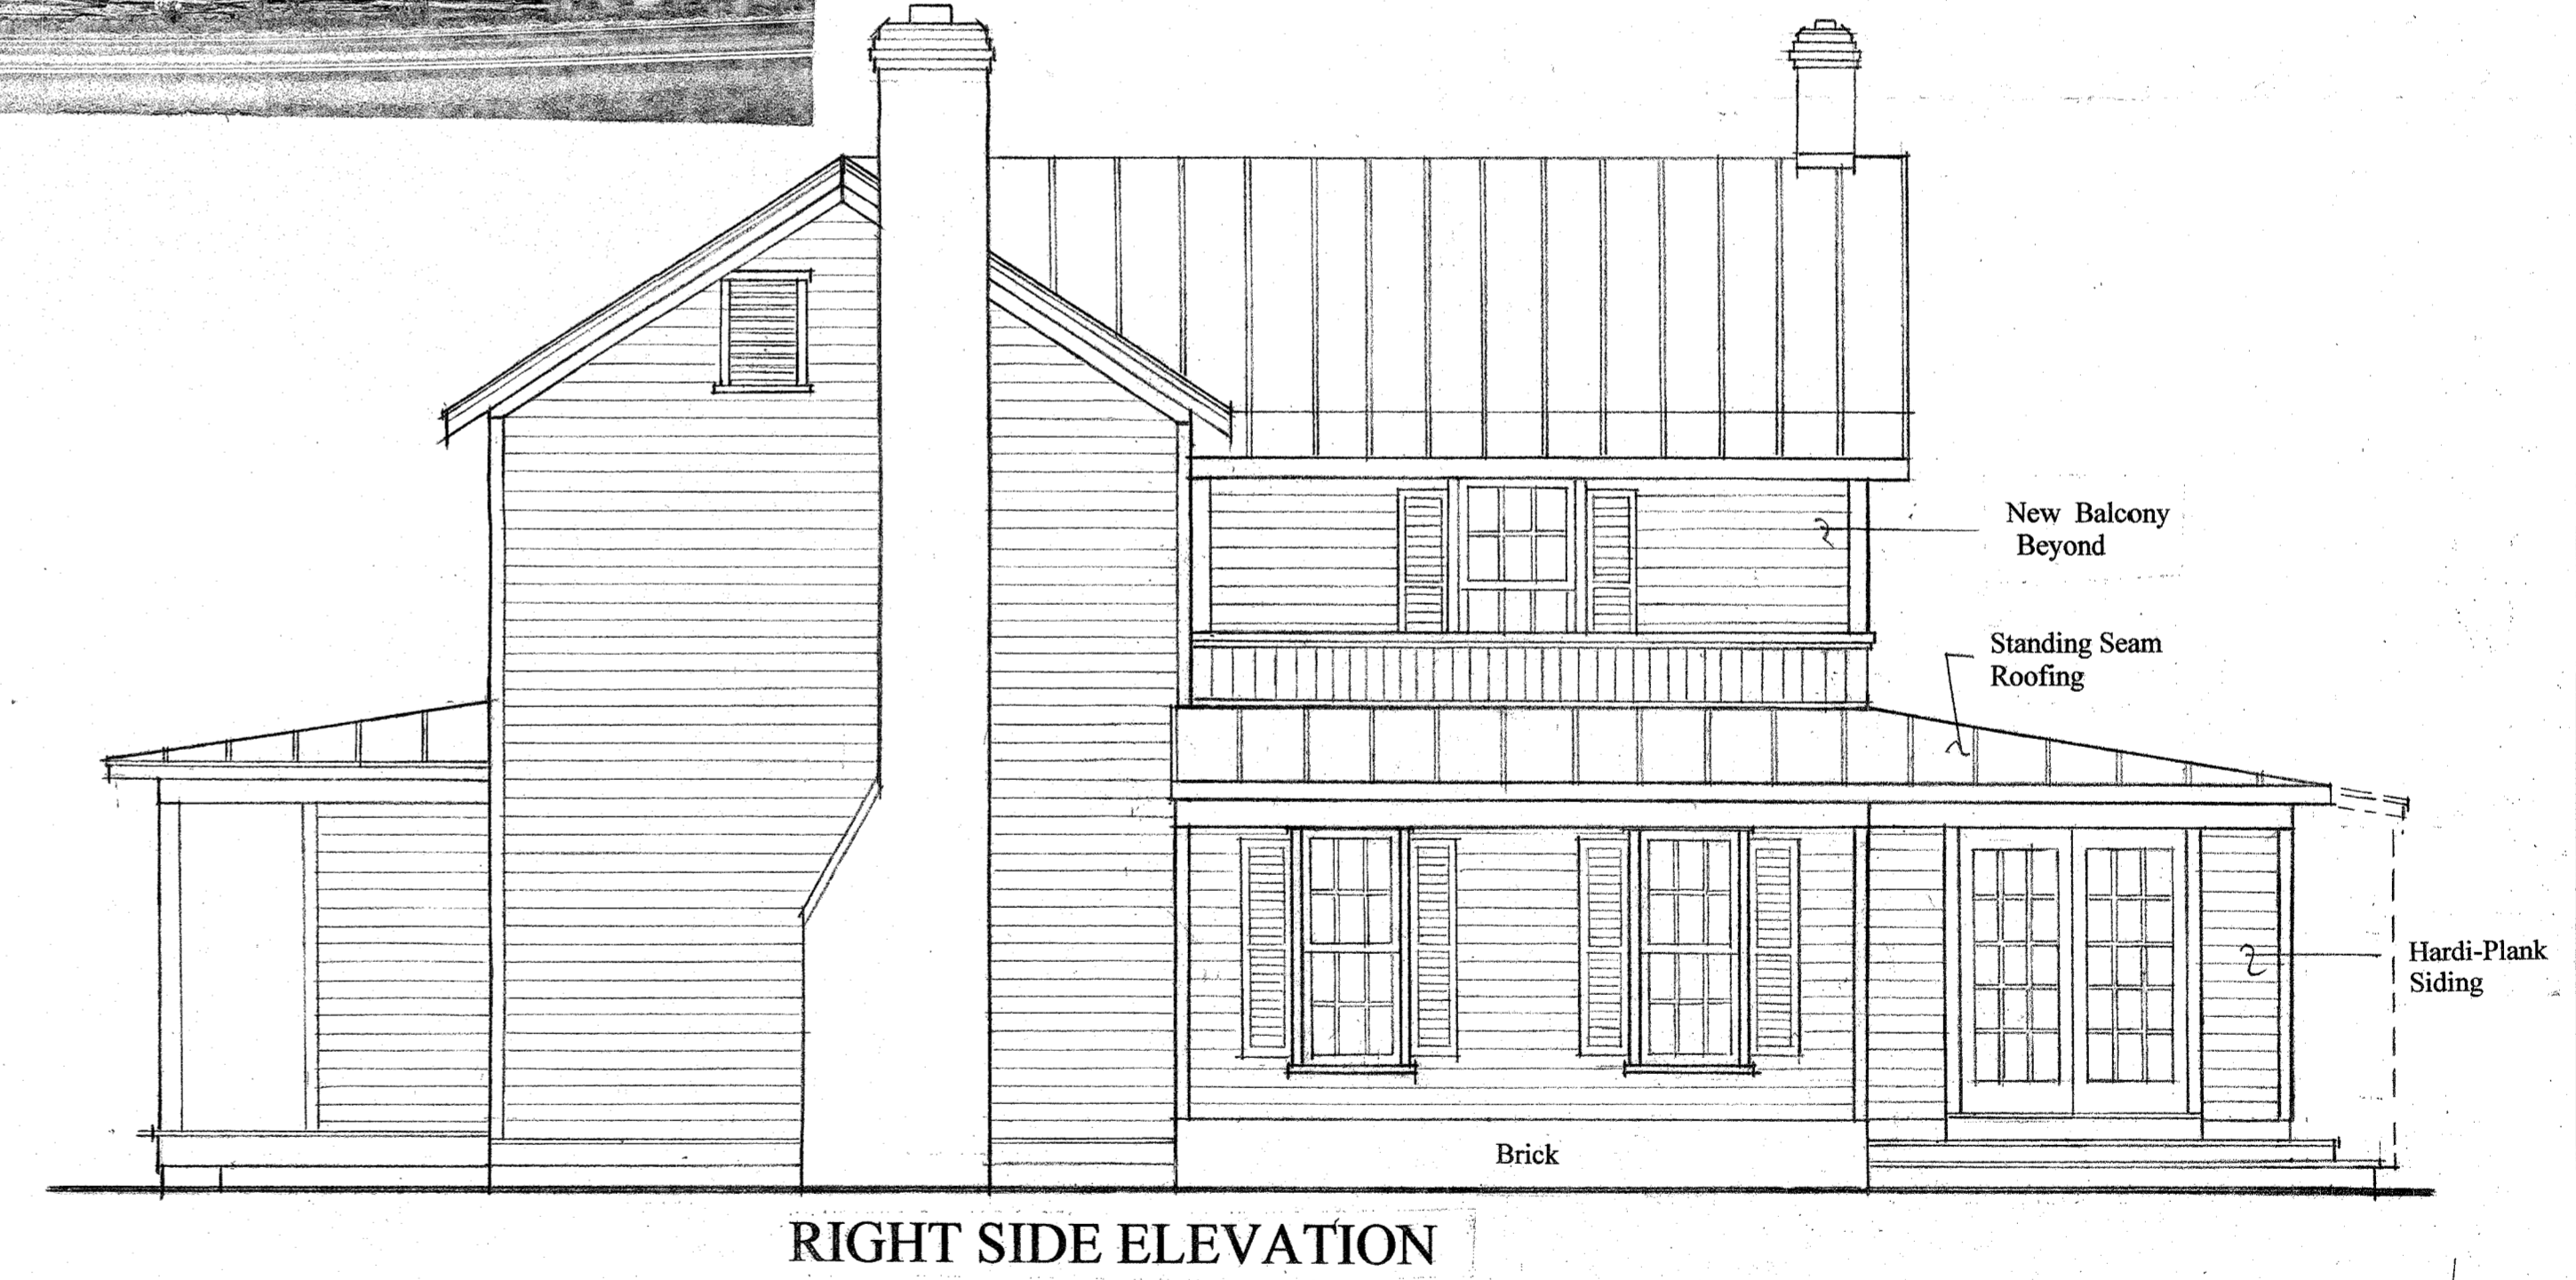 New Balcony
Beyond
Standing Seam
Roofing
Hardi-Plank
Siding
Brick
RIGHT SIDE ELEVATION